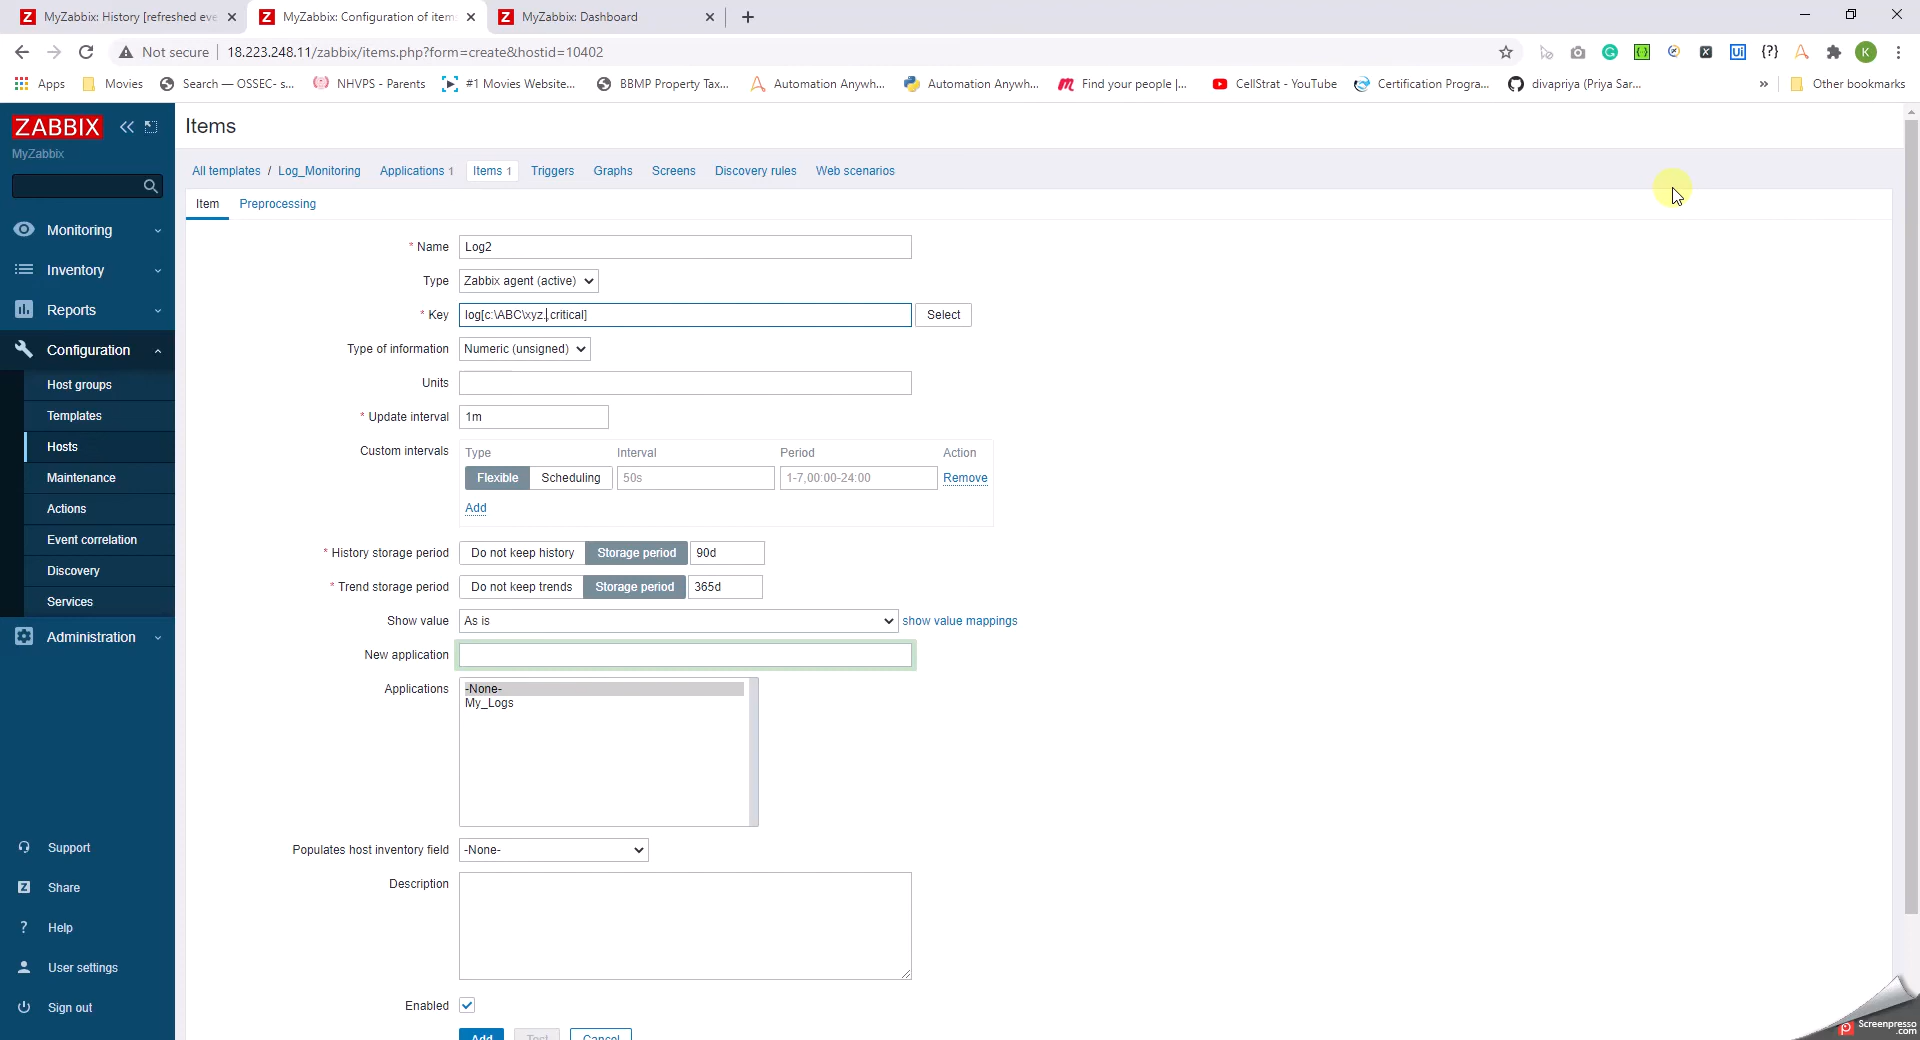 MyZabbix: History [refreshed eve
MyZabbix: Configuration of item
MyZabbix: Dashboard
Not secure
18.223.248.11/zabbix/items.php?form=create&hostid=10402
K
Apps
Movies
Search — OSSEC- s...
NHVPS - Parents
#1 Movies Website...
BBMP Property Tax...
Automation Anywh...
Automation Anywh...
Find your people |...
CellStrat - YouTube
Certification Progra...
divapriya (Priya Sar...
»
Other bookmarks
ZABBIX
MyZabbix
Monitoring
Inventory
Reports
Configuration
Host groups
Templates
Hosts
Maintenance
Actions
Event correlation
Discovery
Services
Administration
Support
Share
Help
User settings
Sign out
Items
All templates / Log_Monitoring Applications 1 Items 1 Triggers Graphs Screens Discovery rules Web scenarios
Item Preprocessing
* Name Log2
Type Zabbix agent (active)
* Key log[c:\ABC\xyz.,critical] Select
Type of information Numeric (unsigned)
Units
* Update interval 1m
Custom intervals Type Interval Period Action
Flexible Scheduling 50s 1-7,00:00-24:00 Remove
Add
* History storage period Do not keep history Storage period 90d
* Trend storage period Do not keep trends Storage period 365d
Show value As is show value mappings
New application
Applications -None-
My_Logs
Populates host inventory field -None-
Description
Enabled
Add Test Cancel
Screenpresso
.com